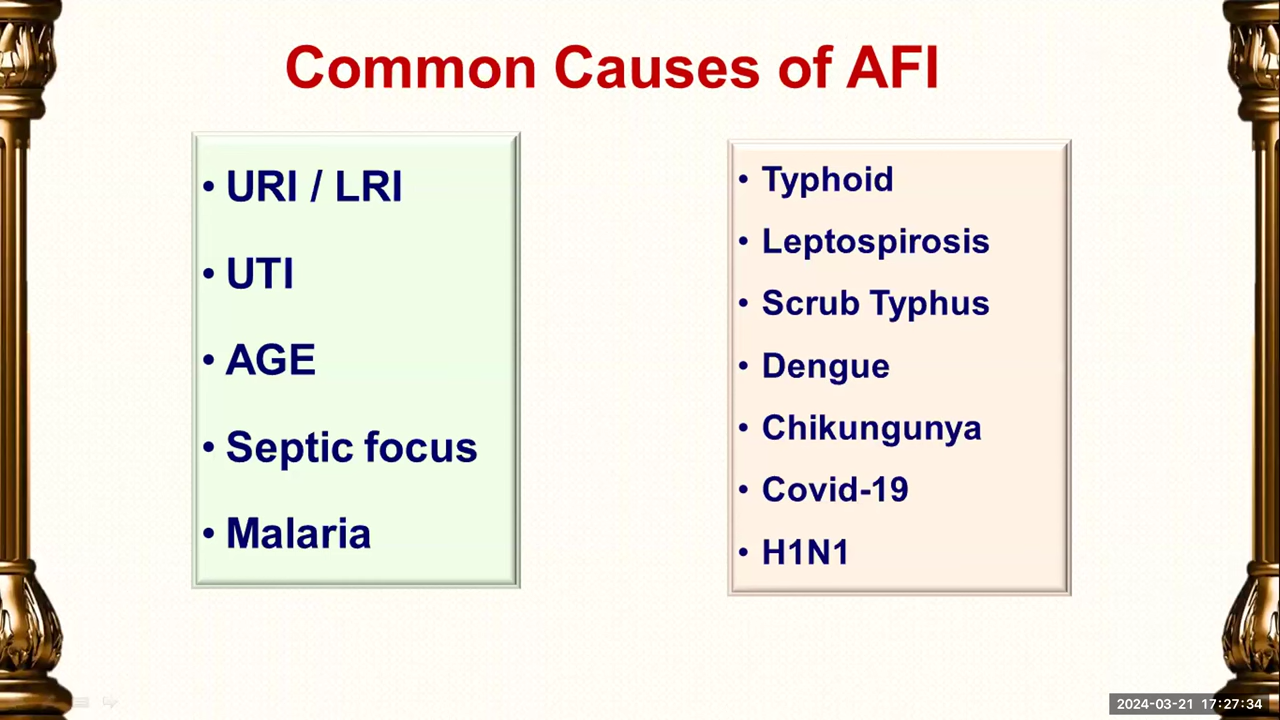 Common Causes of AFI
• URI / LRI
• UTI
• AGE
• Septic focus
• Malaria
• Typhoid
• Leptospirosis
• Scrub Typhus
• Dengue
• Chikungunya
• Covid-19
• H1N1
2024-03-21 17:27:34